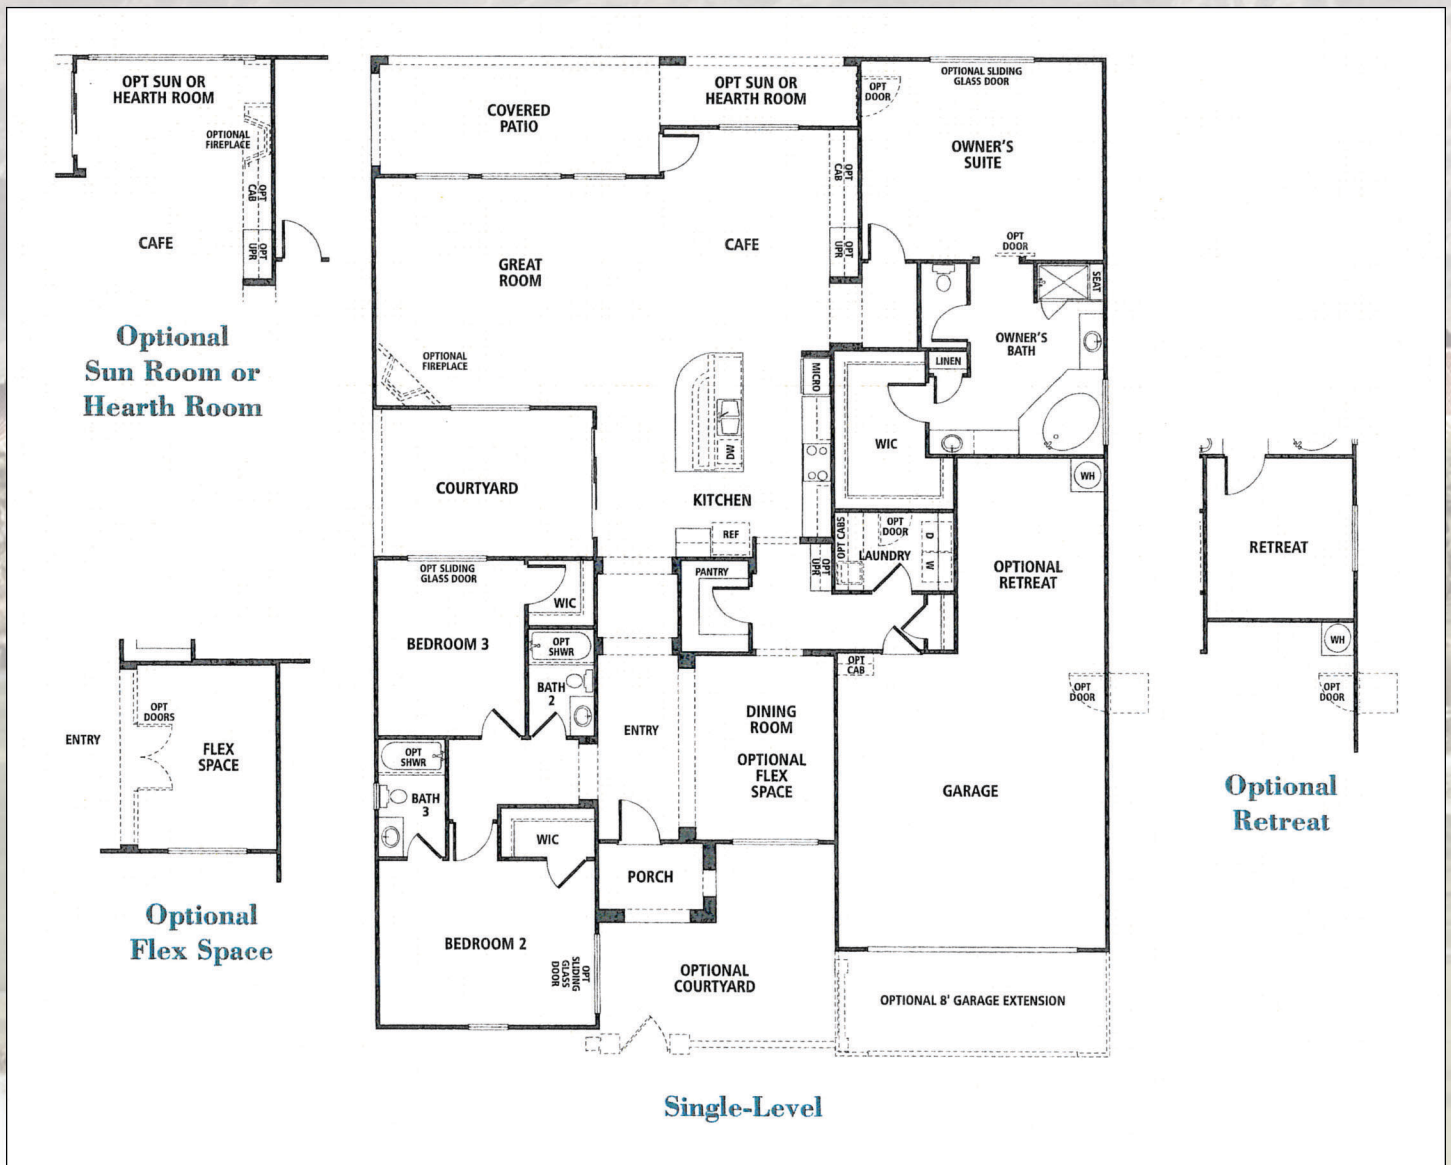 OPT SUN OR
HEARTH ROOM
OPTIONAL
FIREPLACE
OPT
CAB
OPT
UPR
CAFE
Optional
Sun Room or
Hearth Room
COVERED
PATIO
OPT SUN OR
HEARTH ROOM
OPT
DOOR
OPTIONAL SLIDING
GLASS DOOR
OWNER'S
SUITE
OPT
CAB
OPT
UPR
CAFE
GREAT
ROOM
OPT
DOOR
SEAT
OWNER'S
BATH
LINEN
OPTIONAL
FIREPLACE
MICRO
WIC
DW
COURTYARD
KITCHEN
REF
WH
OPT CABS
OPT
DOOR
LAUNDRY
D
W
OPT
UPR
PANTRY
OPTIONAL
RETREAT
RETREAT
WH
OPT
DOOR
Optional
Retreat
OPT SLIDING
GLASS DOOR
WIC
BEDROOM 3
OPT
SHWR
BATH
2
OPT
CAB
OPT
DOOR
ENTRY
DINING
ROOM
OPTIONAL
FLEX
SPACE
GARAGE
OPT
SHWR
BATH
3
WIC
PORCH
BEDROOM 2
OPT
SLIDING
GLASS
DOOR
OPTIONAL
COURTYARD
OPTIONAL 8' GARAGE EXTENSION
ENTRY
OPT
DOORS
FLEX
SPACE
Optional
Flex Space
Single-Level